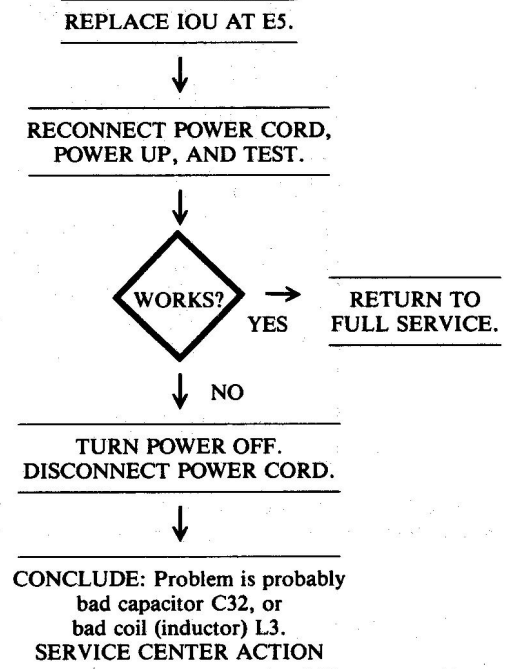 REPLACE IOU AT E5.
RECONNECT POWER CORD,
POWER UP, AND TEST.
WORKS?
YES
RETURN TO
FULL SERVICE.
NO
TURN POWER OFF.
DISCONNECT POWER CORD.
CONCLUDE: Problem is probably
bad capacitor C32, or
bad coil (inductor) L3.
SERVICE CENTER ACTION